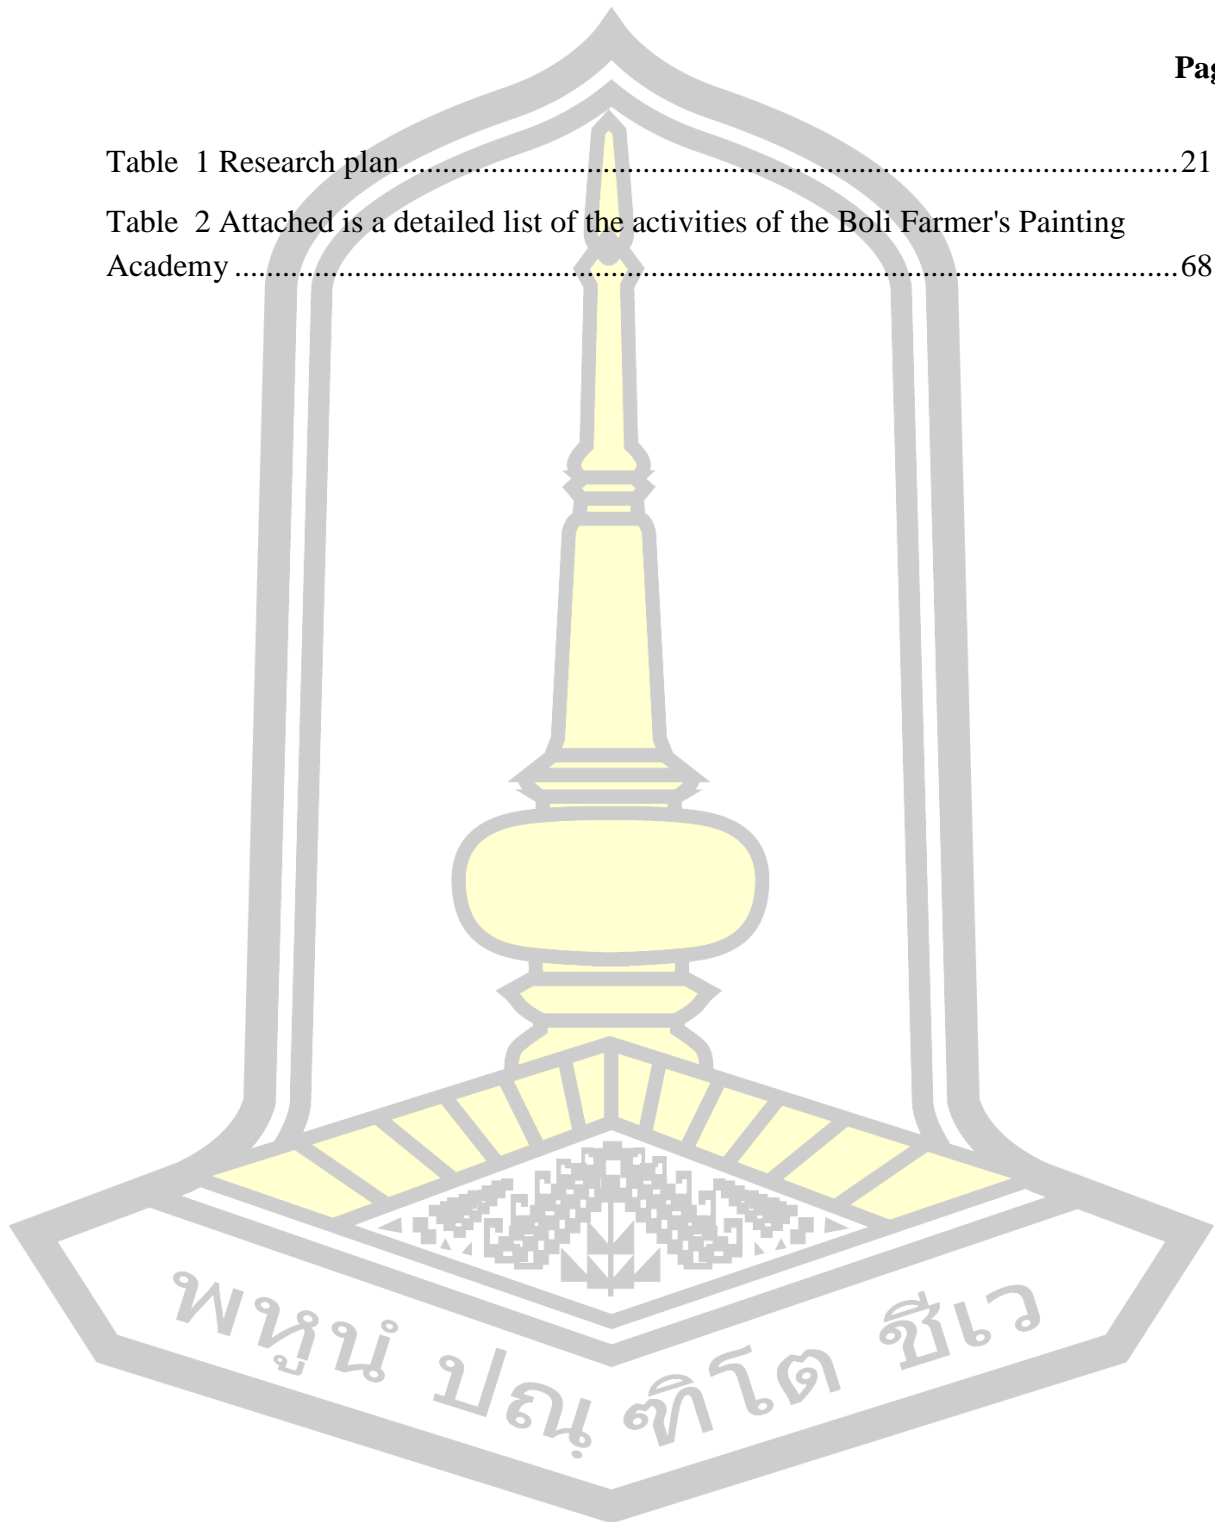 Pag
Table 1 Research plan...............................................................................................21
Table 2 Attached is a detailed list of the activities of the Boli Farmer's Painting
Academy....................................................................................................................68
พหูนํ ปณฺฑิโต ชีเว